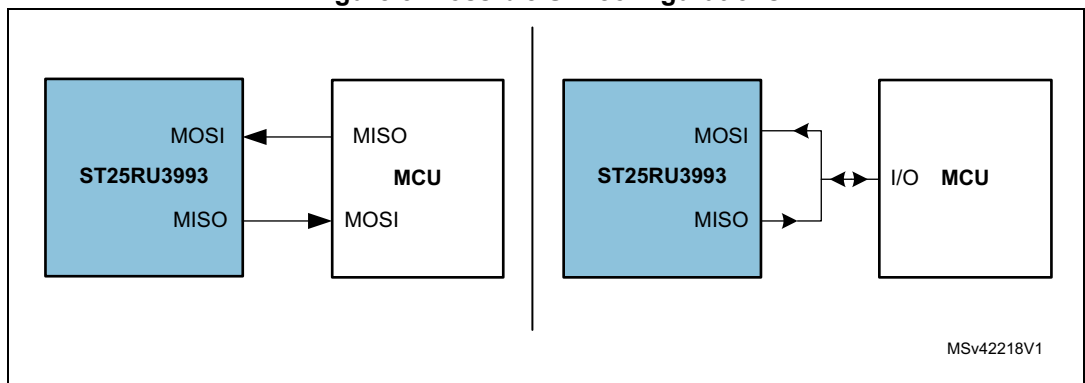 MOSI
MISO
ST25RU3993
MCU
MISO
MOSI
MOSI
ST25RU3993
I/O MCU
MISO
MSv42218V1